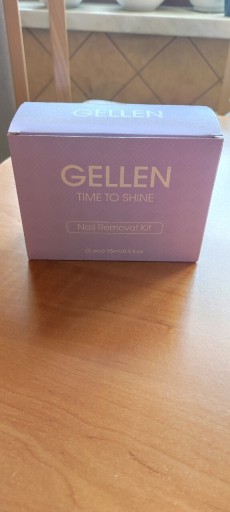 GELLEN
GELLEN
TIME TO SHINE
Nail Removal Kit